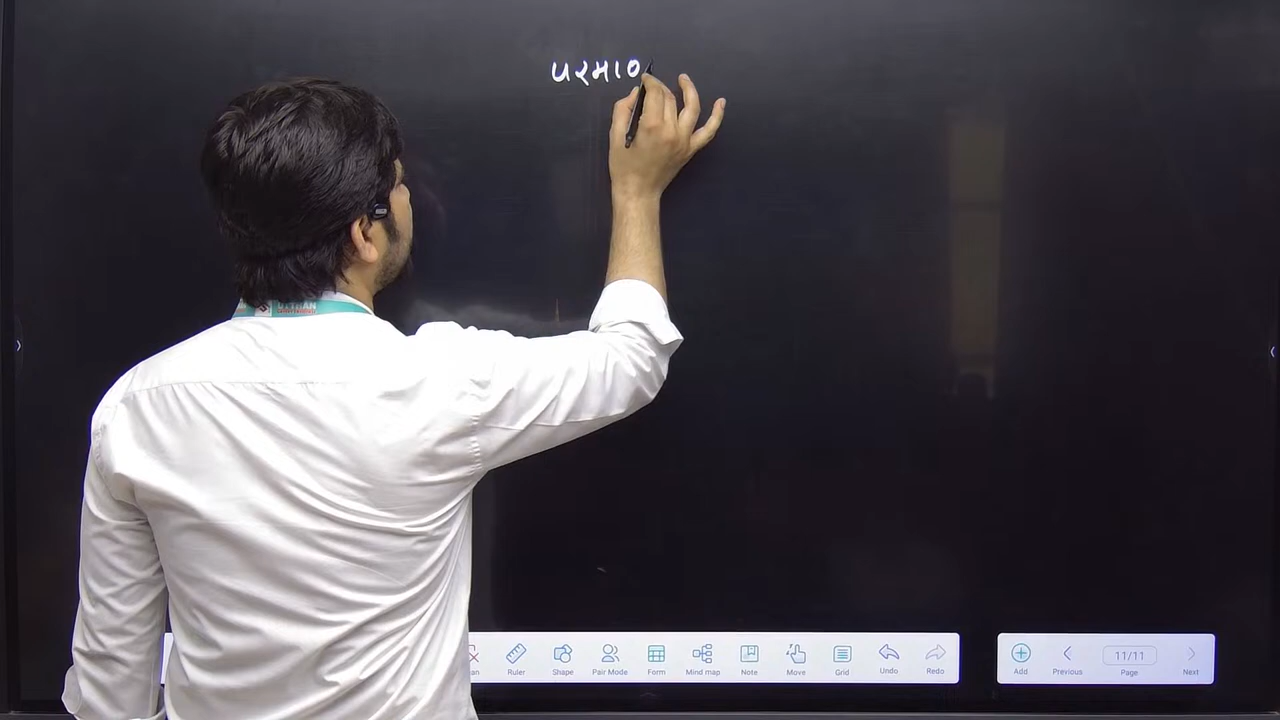 પરમાણ
Ruler
Shape
Pair Mode
Form
Mind map
Note
Move
Grid
Undo
Redo
Add
Previous
11/11
Page
Next